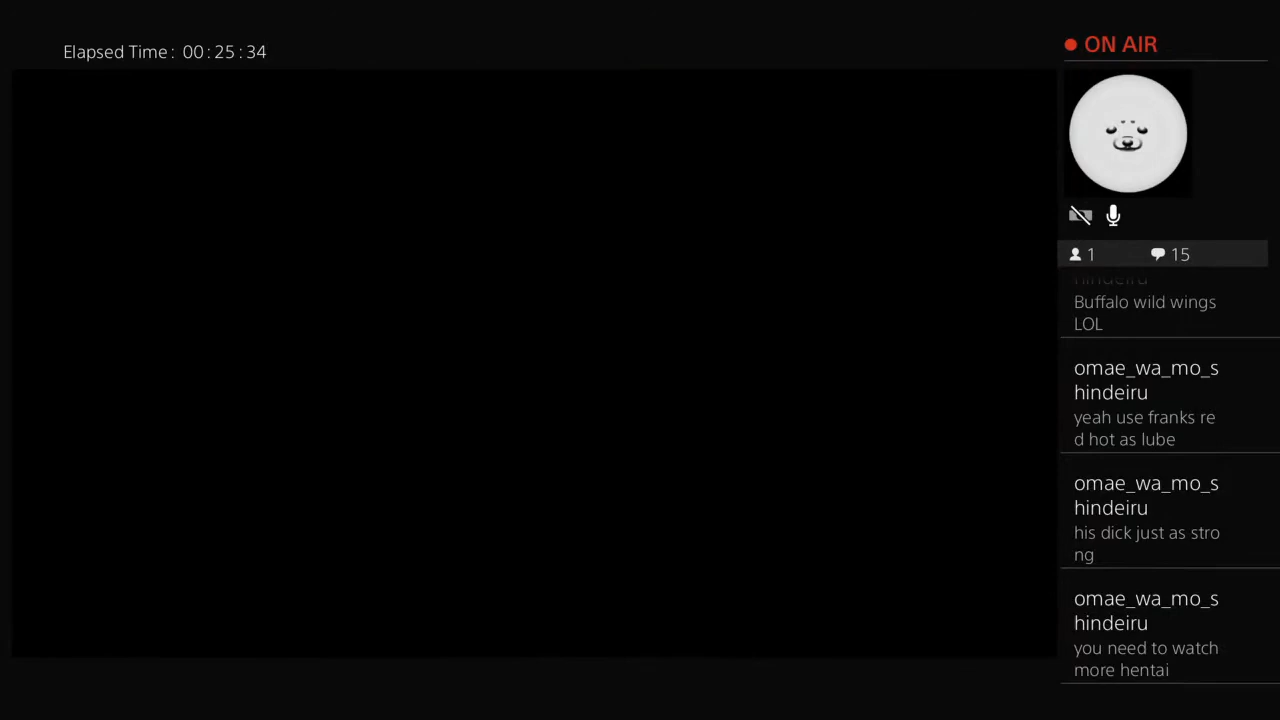 Elapsed Time: 00:25:34
ON AIR
1 15
hindeiru
Buffalo wild wings
LOL
omae_wa_mo_s
hindeiru
yeah use franks re
d hot as lube
omae_wa_mo_s
hindeiru
his dick just as stro
ng
omae_wa_mo_s
hindeiru
you need to watch
more hentai